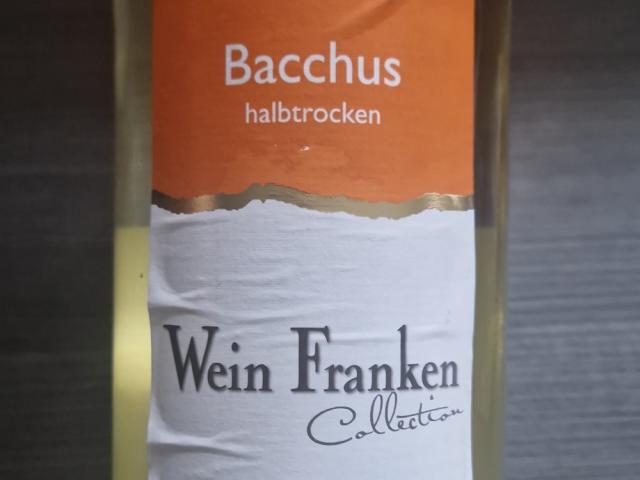 Bacchus
halbtrocken
Wein Franken
Collection